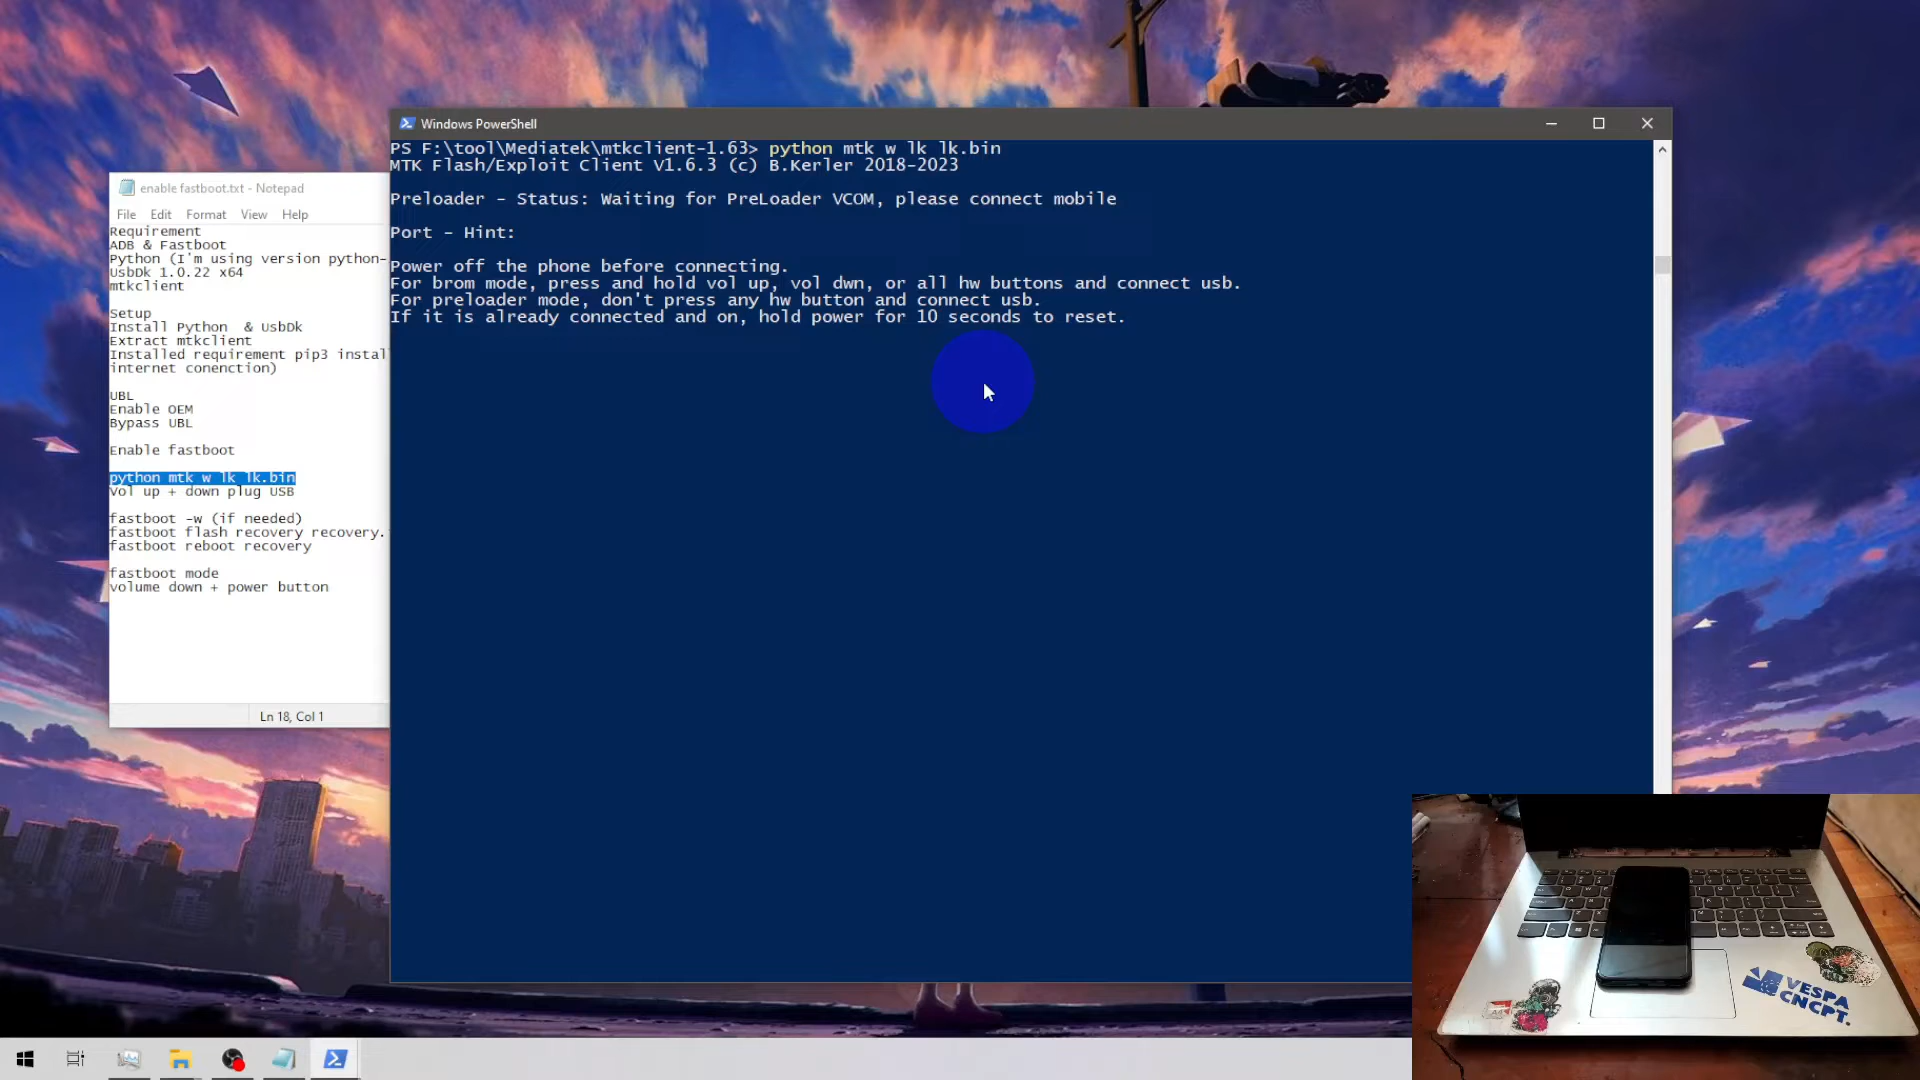 Windows PowerShell
PS F:\tool\Mediatek\mtkclient-1.63> python mtk w lk lk.bin
MTK Flash/Exploit Client V1.6.3 (c) B.Kerler 2018-2023
Preloader - Status: Waiting for PreLoader VCOM, please connect mobile
Port - Hint:
Power off the phone before connecting.
For brom mode, press and hold vol up, vol dwn, or all hw buttons and connect usb.
For preloader mode, don't press any hw button and connect usb.
If it is already connected and on, hold power for 10 seconds to reset.
enable fastboot.txt - Notepad
File Edit Format View Help
Requirement
ADB & Fastboot
Python (I'm using version python-
UsbDk 1.0.22 x64
mtkclient
Setup
Install Python & UsbDk
Extract mtkclient
Installed requirement pip3 instal
internet conenction)
UBL
Enable OEM
Bypass UBL
Enable fastboot
python mtk w lk lk.bin
Vol up + down plug USB
fastboot -w (if needed)
fastboot flash recovery recovery.
fastboot reboot recovery
fastboot mode
volume down + power button
Ln 18, Col 1
VESPA
CNCPT.